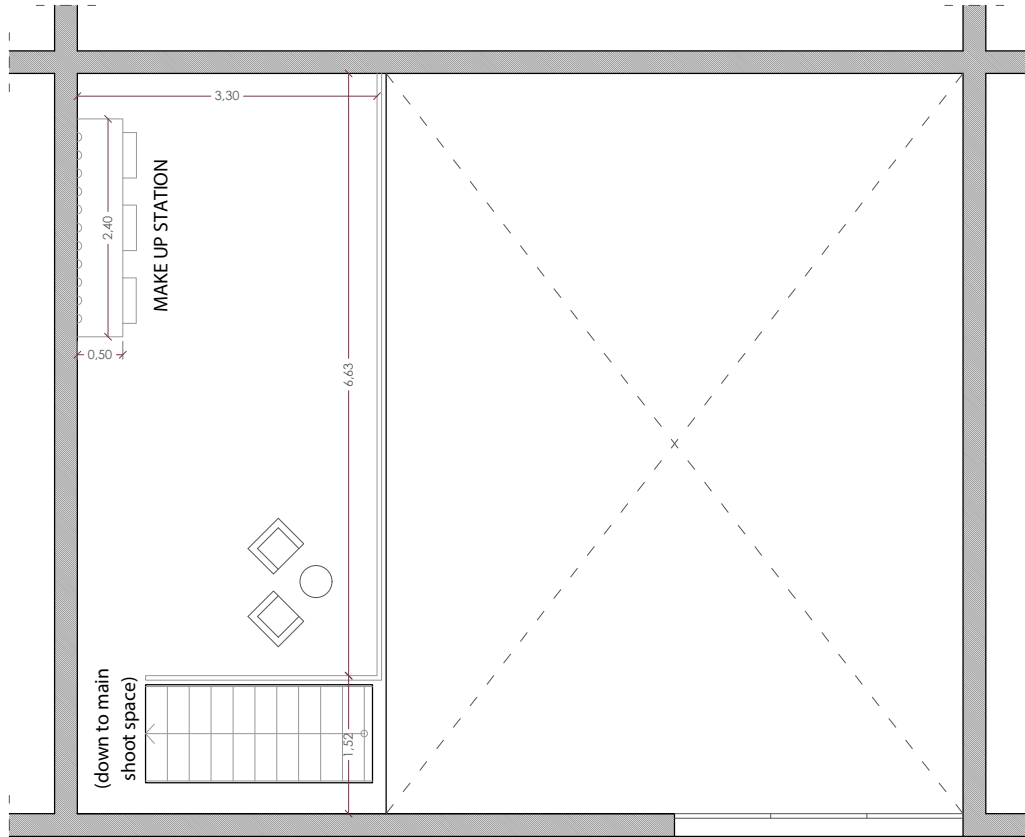 3,30
2,40
MAKE UP STATION
0,50
6,63
(down to main
shoot space)
1,52